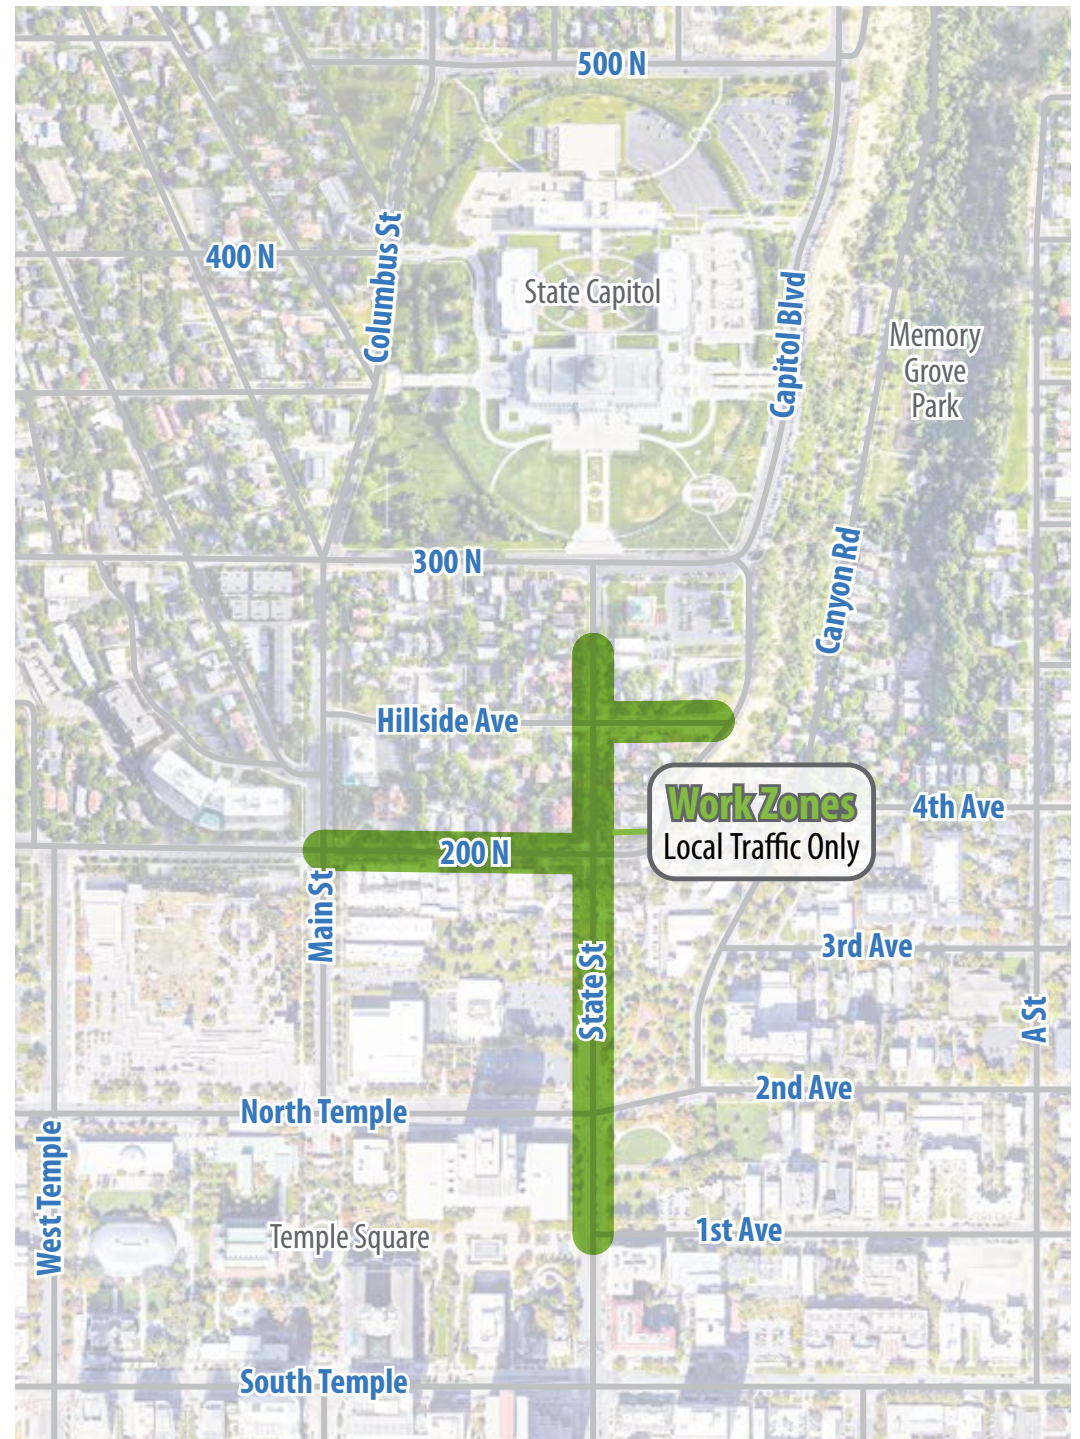 500 N
Columbus St
400 N
State Capitol
Capitol Blvd
Memory
Grove
Park
300 N
Canyon Rd
Hillside Ave
Work Zones
Local Traffic Only
4th Ave
200 N
Main St
3rd Ave
State St
A St
2nd Ave
North Temple
West Temple
Temple Square
1st Ave
South Temple